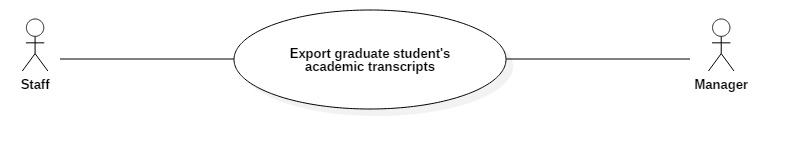 Export graduate student's
academic transcripts
Staff
Manager